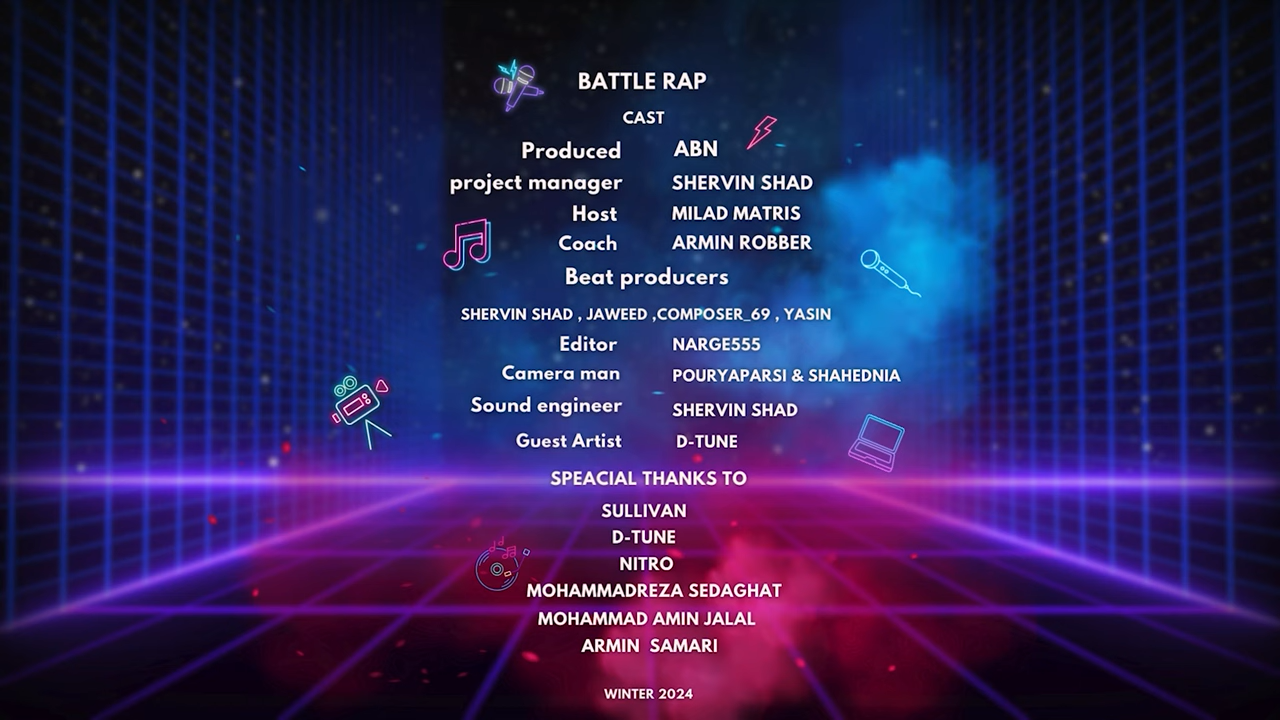 BATTLE RAP
CAST
Produced ABN
project manager SHERVIN SHAD
Host MILAD MATRIS
Coach ARMIN ROBBER
Beat producers
SHERVIN SHAD , JAWEED ,COMPOSER_69 , YASIN
Editor NARGE555
Camera man POURYAPARSI & SHAHEDNIA
Sound engineer SHERVIN SHAD
Guest Artist D-TUNE
SPEACIAL THANKS TO
SULLIVAN
D-TUNE
NITRO
MOHAMMADREZA SEDAGHAT
MOHAMMAD AMIN JALAL
ARMIN SAMARI
WINTER 2024